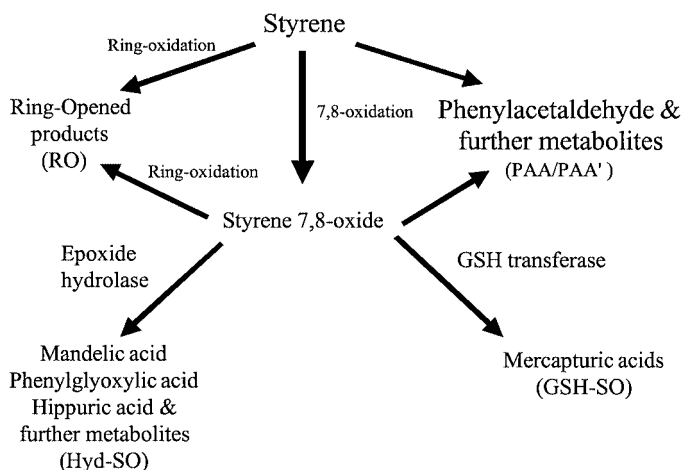 Styrene
Ring-oxidation
7,8-oxidation
Ring-Opened
products
(RO)
Phenylacetaldehyde &
further metabolites
(PAA/PAA' )
Ring-oxidation
Styrene 7,8-oxide
Epoxide
hydrolase
GSH transferase
Mandelic acid
Phenylglyoxylic acid
Hippuric acid &
further metabolites
(Hyd-SO)
Mercapturic acids
(GSH-SO)